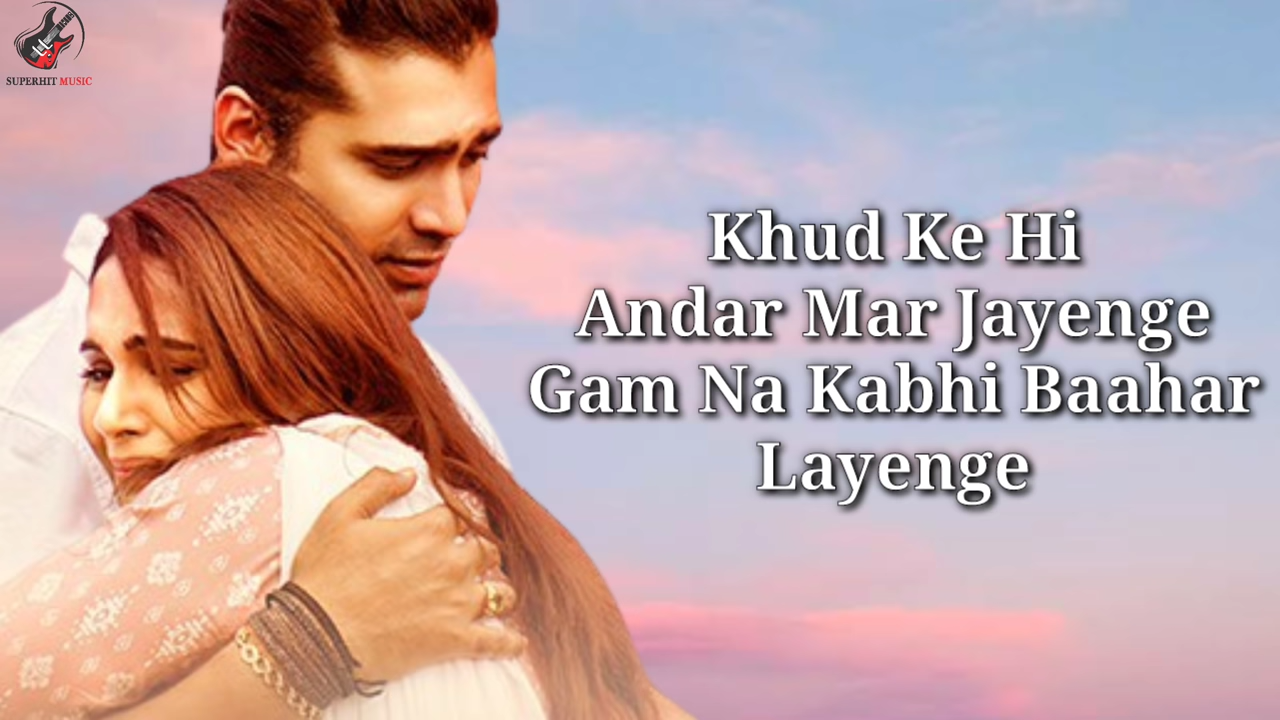 SUPERHIT MUSIC
Khud Ke Hi
Andar Mar Jayenge
Gam Na Kabhi Baahar
Layenge